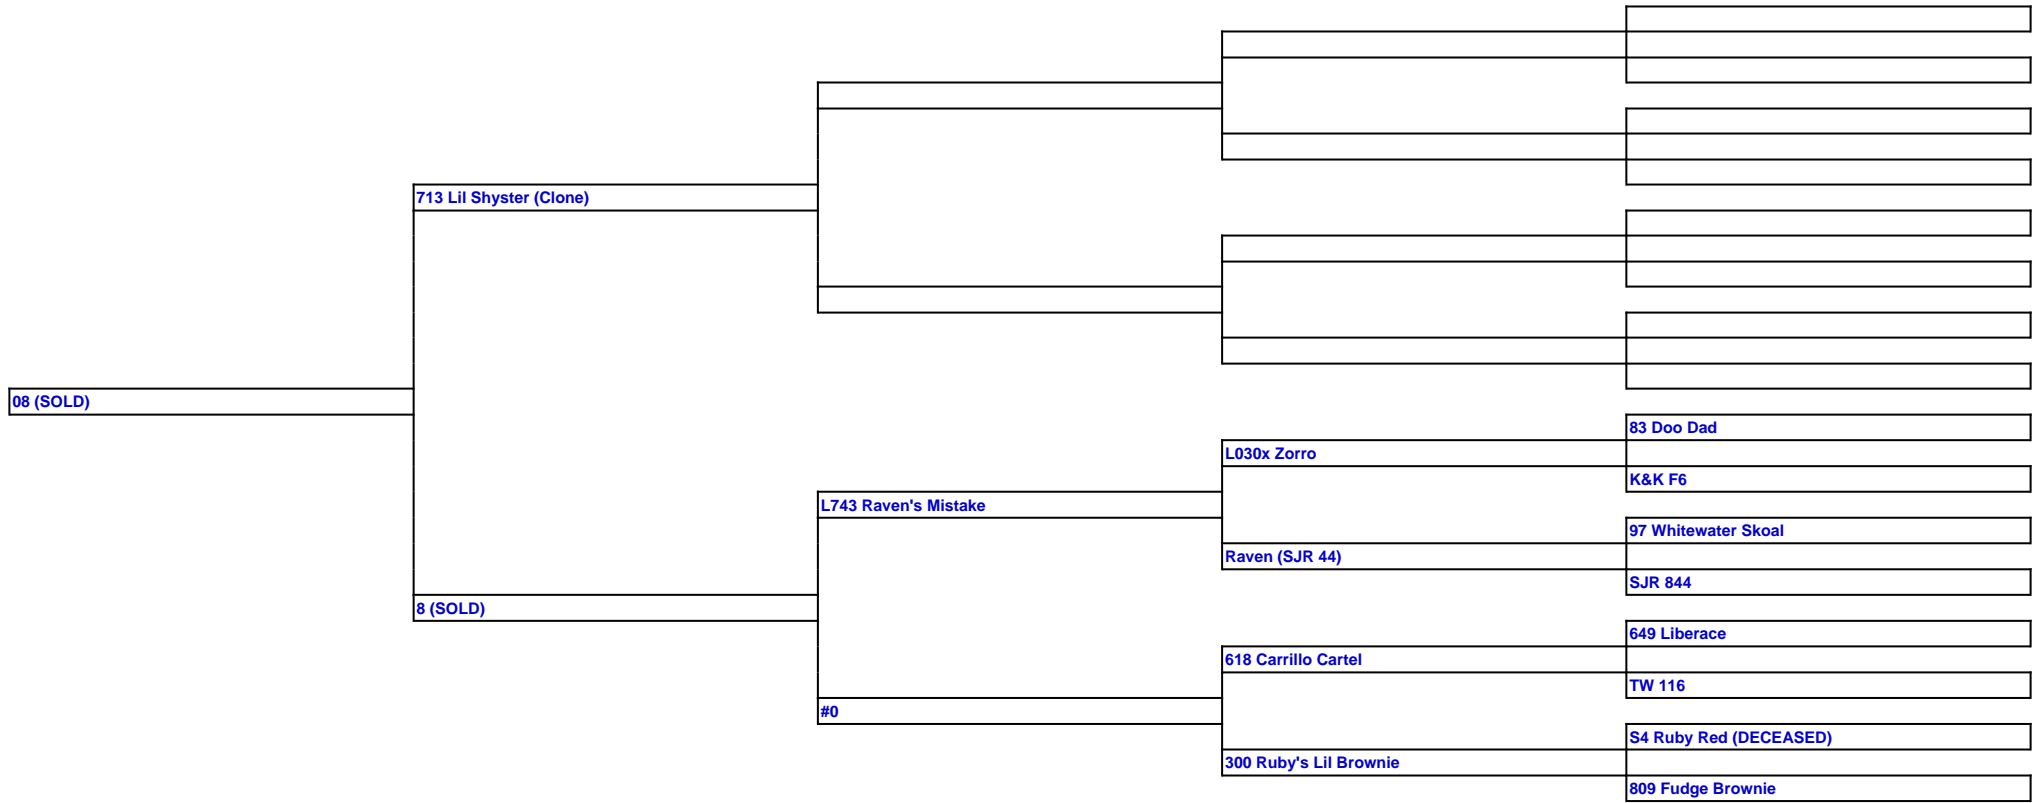 713 Lil Shyster (Clone)
08 (SOLD)
83 Doo Dad
L030x Zorro
K&K F6
L743 Raven's Mistake
97 Whitewater Skoal
Raven (SJR 44)
SJR 844
8 (SOLD)
649 Liberace
618 Carrillo Cartel
TW 116
#0
S4 Ruby Red (DECEASED)
300 Ruby's Lil Brownie
809 Fudge Brownie